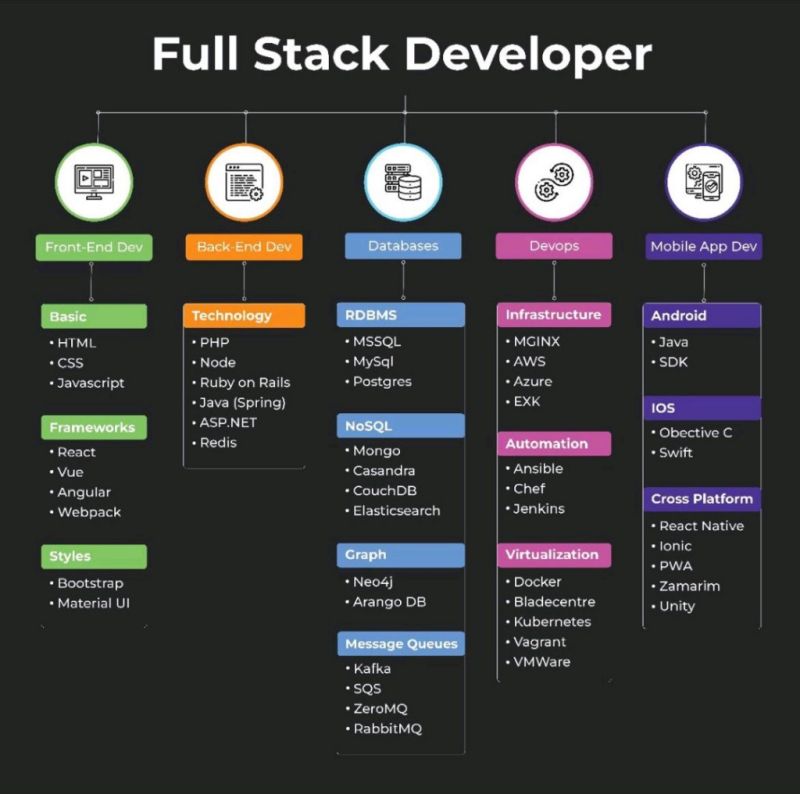 Full Stack Developer
Front-End Dev
Basic
• HTML
• CSS
• Javascript
Frameworks
• React
• Vue
• Angular
• Webpack
Styles
• Bootstrap
• Material UI
Back-End Dev
Technology
• PHP
• Node
• Ruby on Rails
• Java (Spring)
• ASP.NET
• Redis
Databases
RDBMS
• MSSQL
• MySql
• Postgres
NoSQL
• Mongo
• Casandra
• CouchDB
• Elasticsearch
Graph
• Neo4j
• Arango DB
Message Queues
• Kafka
• SQS
• ZeroMQ
• RabbitMQ
Devops
Infrastructure
• MGINX
• AWS
• Azure
• EXK
Automation
• Ansible
• Chef
• Jenkins
Virtualization
• Docker
• Bladecentre
• Kubernetes
• Vagrant
• VMWare
Mobile App Dev
Android
• Java
• SDK
IOS
• Obective C
• Swift
Cross Platform
• React Native
• Ionic
• PWA
• Zamarim
• Unity